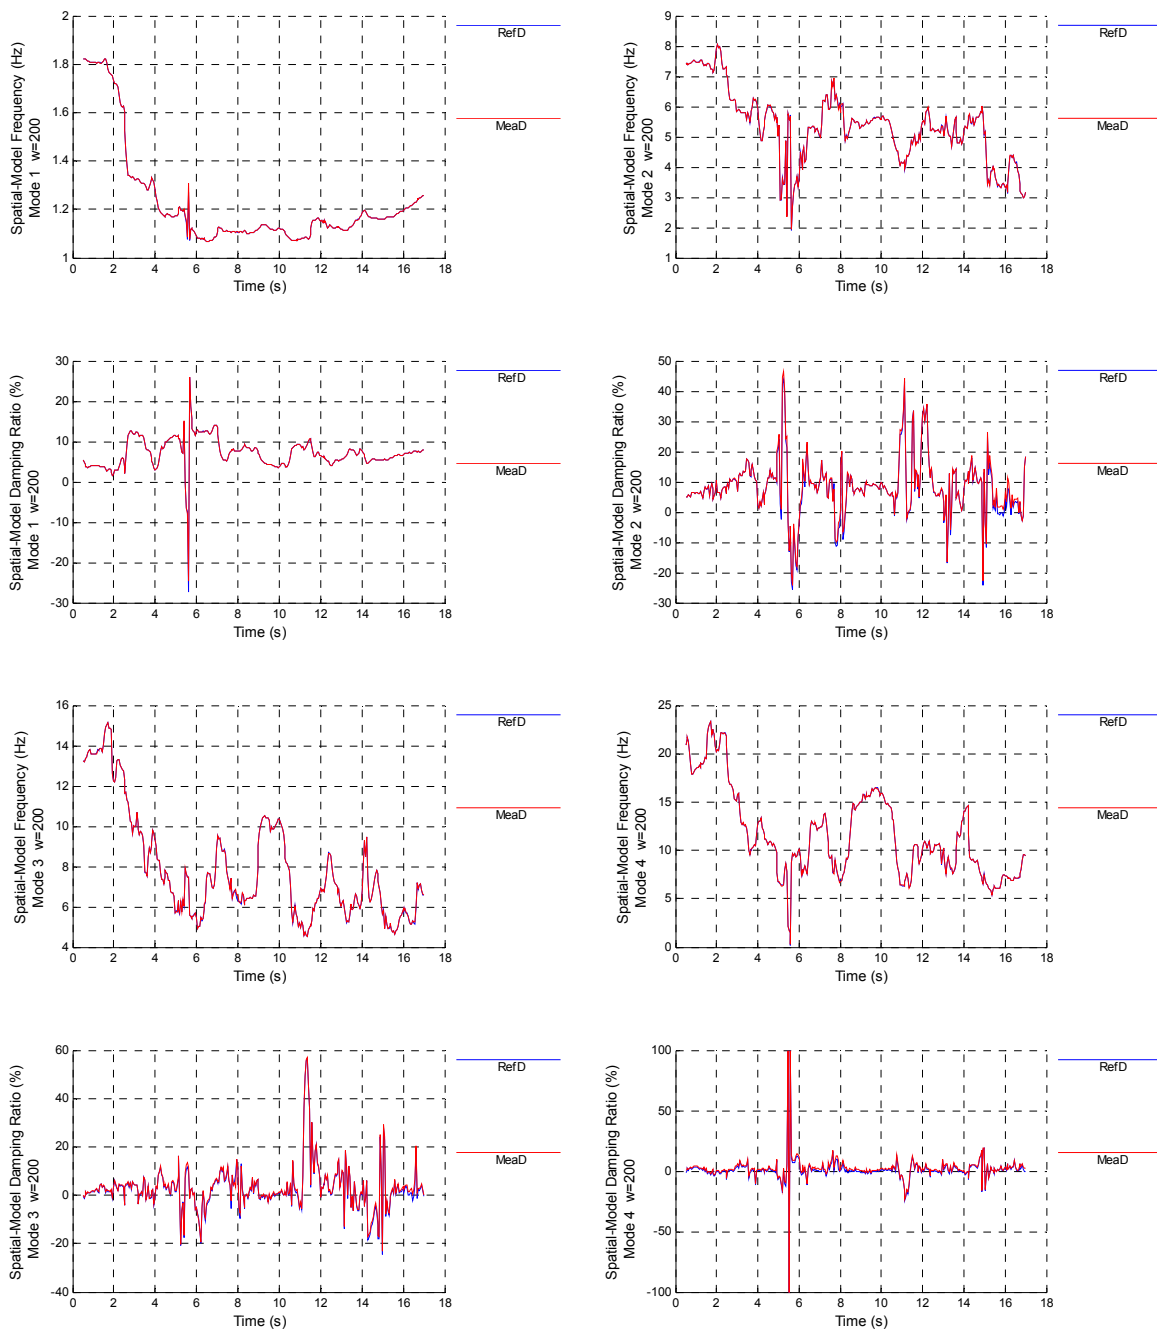 2
1.8
1.6
1.4
1.2
1
0 2 4 6 8 10 12 14 16 18
Time (s)
Spatial-Model Frequency (Hz)
Mode 1 w=200
RefD
MeaD
9
8
7
6
5
4
3
2
1
0 2 4 6 8 10 12 14 16 18
Time (s)
Spatial-Model Frequency (Hz)
Mode 2 w=200
RefD
MeaD
30
20
10
0
-10
-20
-30
0 2 4 6 8 10 12 14 16 18
Time (s)
Spatial-Model Damping Ratio (%)
Mode 1 w=200
RefD
MeaD
50
40
30
20
10
0
-10
-20
-30
0 2 4 6 8 10 12 14 16 18
Time (s)
Spatial-Model Damping Ratio (%)
Mode 2 w=200
RefD
MeaD
16
14
12
10
8
6
4
0 2 4 6 8 10 12 14 16 18
Time (s)
Spatial-Model Frequency (Hz)
Mode 3 w=200
RefD
MeaD
25
20
15
10
5
0
0 2 4 6 8 10 12 14 16 18
Time (s)
Spatial-Model Frequency (Hz)
Mode 4 w=200
RefD
MeaD
60
40
20
0
-20
-40
0 2 4 6 8 10 12 14 16 18
Time (s)
Spatial-Model Damping Ratio (%)
Mode 3 w=200
RefD
MeaD
100
50
0
-50
-100
0 2 4 6 8 10 12 14 16 18
Time (s)
Spatial-Model Damping Ratio (%)
Mode 4 w=200
RefD
MeaD